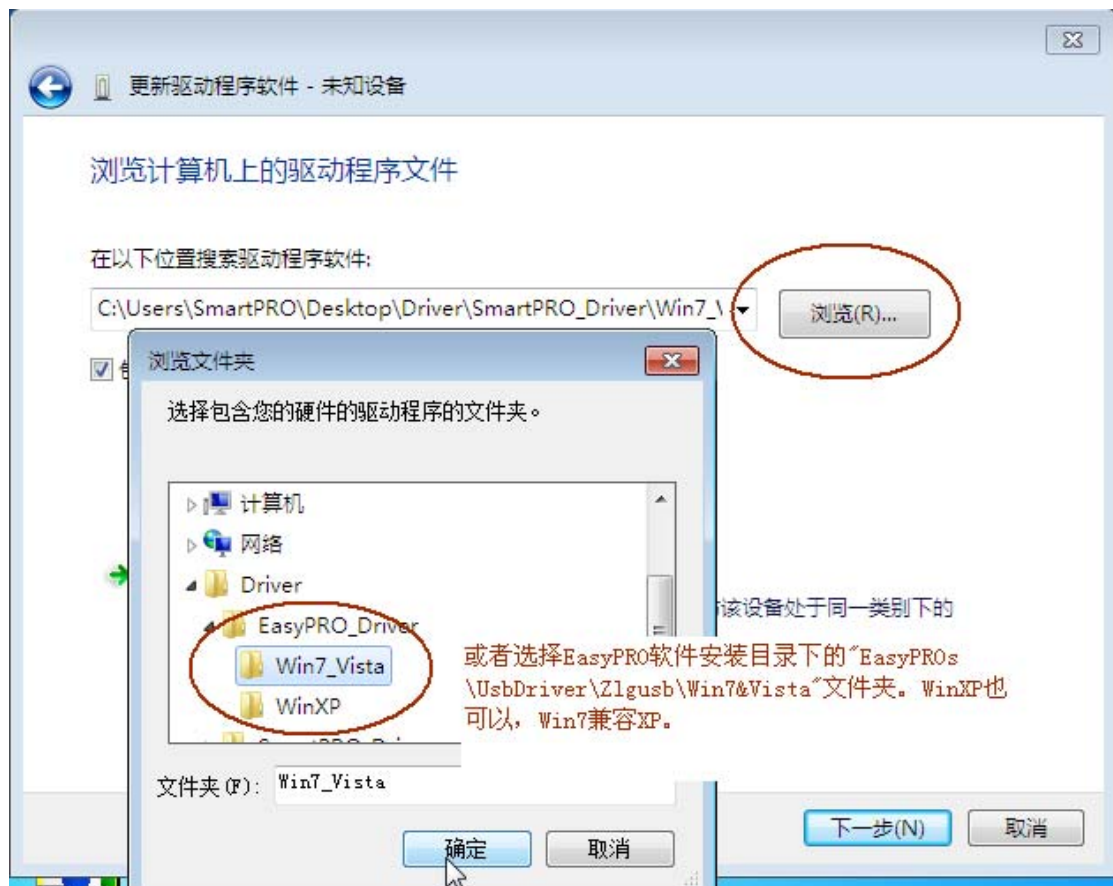 更新驱动程序软件 - 未知设备
浏览计算机上的驱动程序文件
在以下位置搜索驱动程序软件:
C:\Users\SmartPRO\Desktop\Driver\SmartPRO_Driver\Win7_\
浏览(R)...
浏览文件夹
选择包含您的硬件的驱动程序的文件夹。
计算机
网络
Driver
EasyPRO_Driver
Win7_Vista
WinXP
该设备处于同一类别下的
或者选择EasyPRO软件安装目录下的"EasyPROs
\UsbDriver\Zlgusb\Win7&Vista"文件夹。WinXP也
可以，Win7兼容XP。
文件夹(F): Win7_Vista
确定
取消
下一步(N)
取消